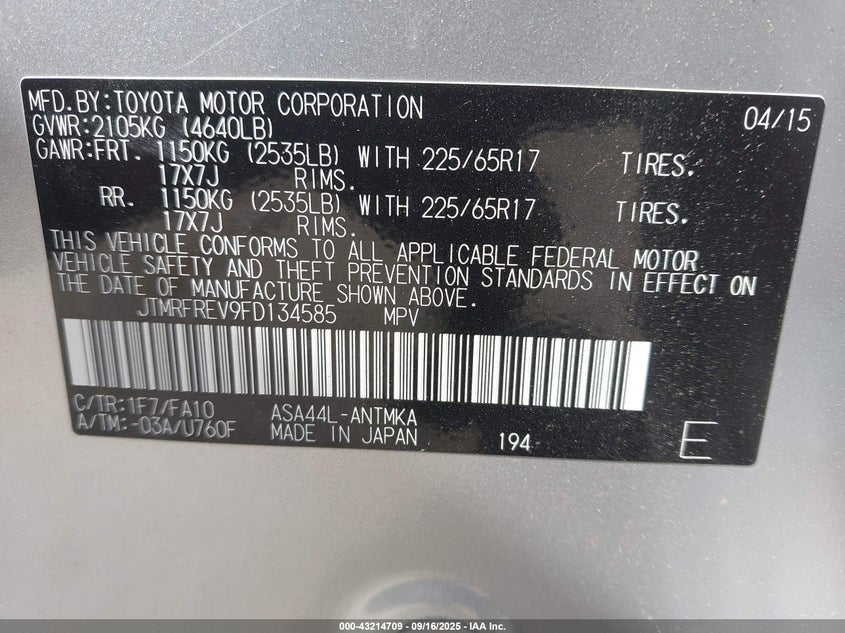 MFD.BY:TOYOTA MOTOR CORPORATION 04/15
GVWR:2105KG (4640LB)
GAWR:FRT. 1150KG (2535LB) WITH 225/65R17 TIRES.
17X7J RIMS.
RR. 1150KG (2535LB) WITH 225/65R17 TIRES.
17X7J RIMS.
THIS VEHICLE CONFORMS TO ALL APPLICABLE FEDERAL MOTOR
VEHICLE SAFETY AND THEFT PREVENTION STANDARDS IN EFFECT ON
THE DATE OF MANUFACTURE SHOWN ABOVE.
JTMRFREV9FD134585 MPV
C/TR:1F7/FA10 ASA44L-ANTMKA
A/TM:-03A/U760F MADE IN JAPAN 194 E
000-43214709 - 09/16/2025 - IAA Inc.